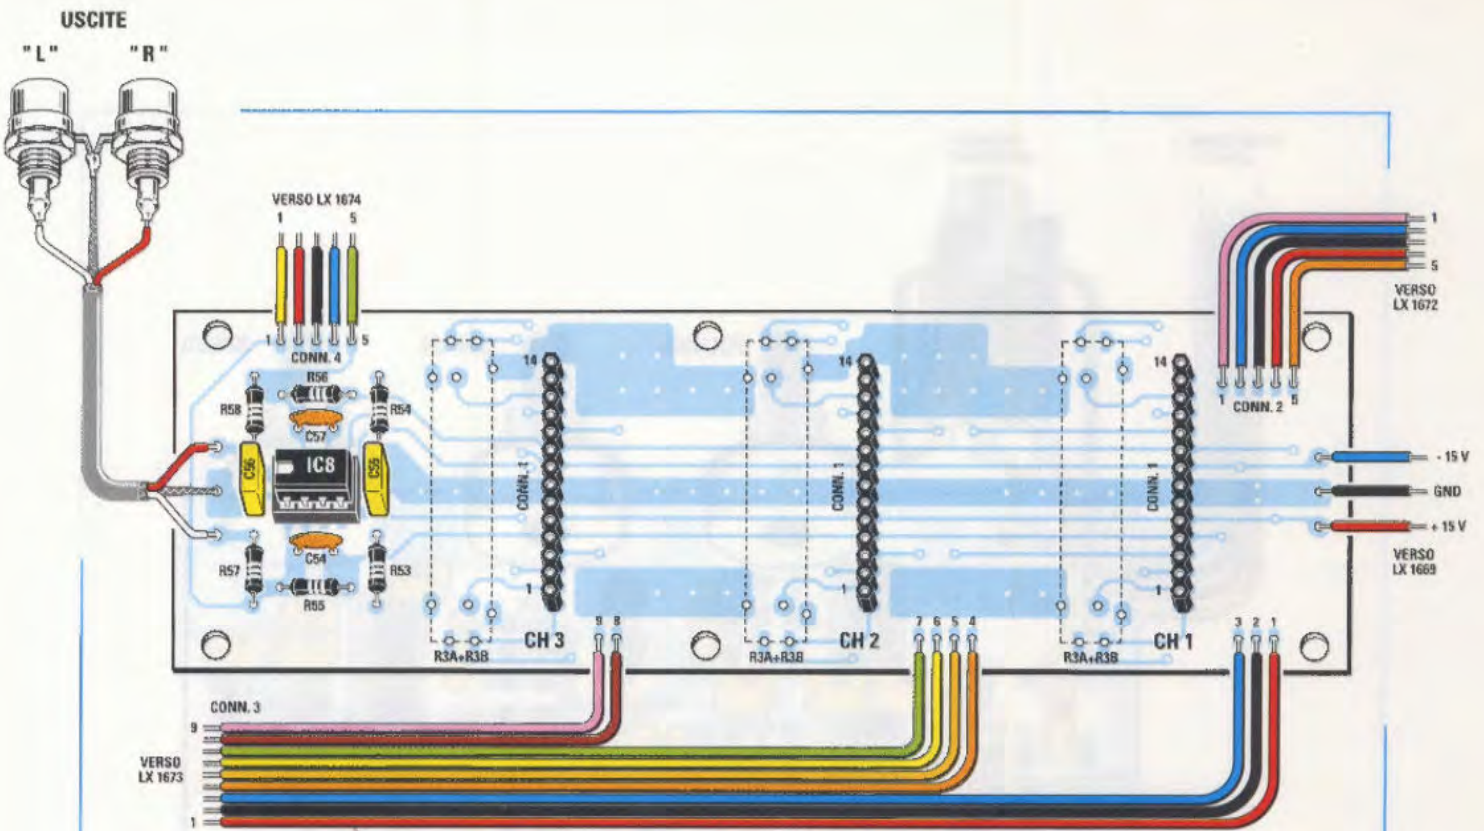 USCITE
"L" "R"
VERSO LX 1674
1 5
1 5
CONN. 4
R56
R58
R54
C57
C56
IC8
C55
C54
R57
R53
R55
14
CONN. 1
1
CH 3
R3A+R3B
14
CONN. 1
1
CH 2
R3A+R3B
14
CONN. 1
1
CH 1
R3A+R3B
1
5
VERSO
LX 1672
1 5
CONN. 2
- 15 V
GND
+ 15 V
VERSO
LX 1669
9 8
7 6 5 4
3 2 1
CONN. 3
9
VERSO
LX 1673
1